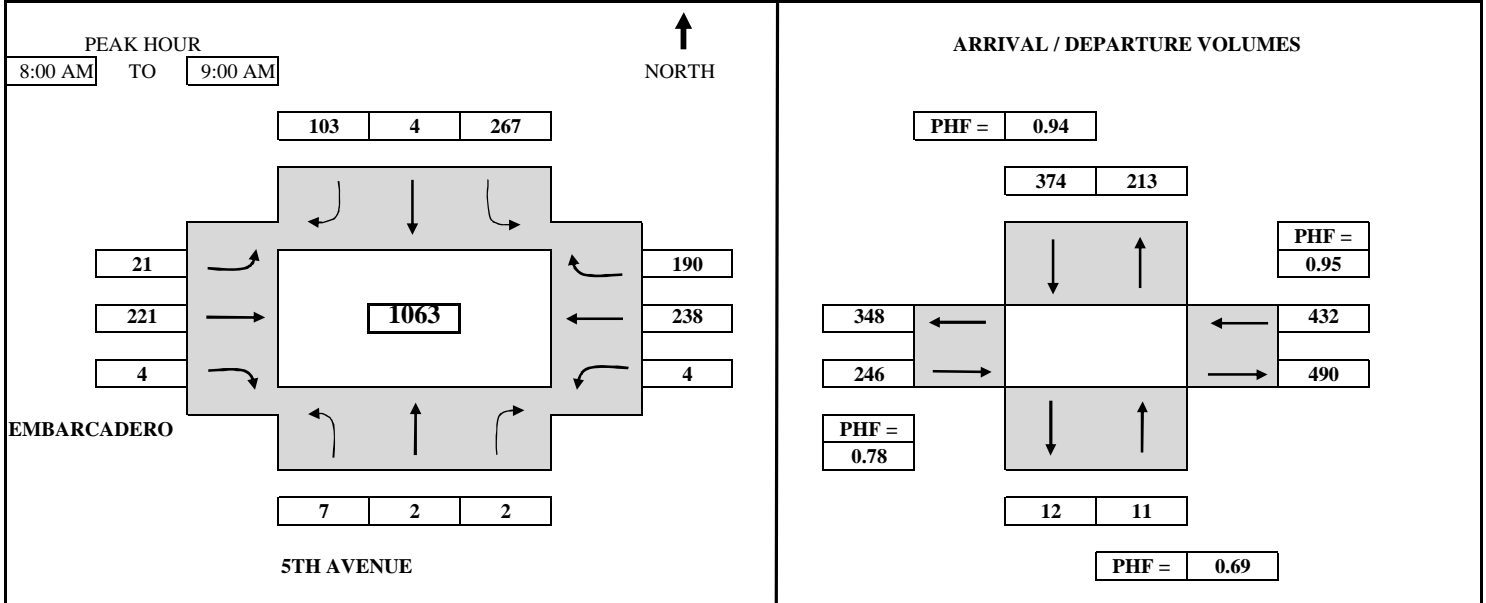 PEAK HOUR
8:00 AM TO 9:00 AM
NORTH
103 4 267
21 190
221 1063 238
4 4
EMBARCADERO
7 2 2
5TH AVENUE
ARRIVAL / DEPARTURE VOLUMES
PHF = 0.94
374 213
PHF =
0.95
348 432
246 490
PHF =
0.78
12 11
PHF = 0.69